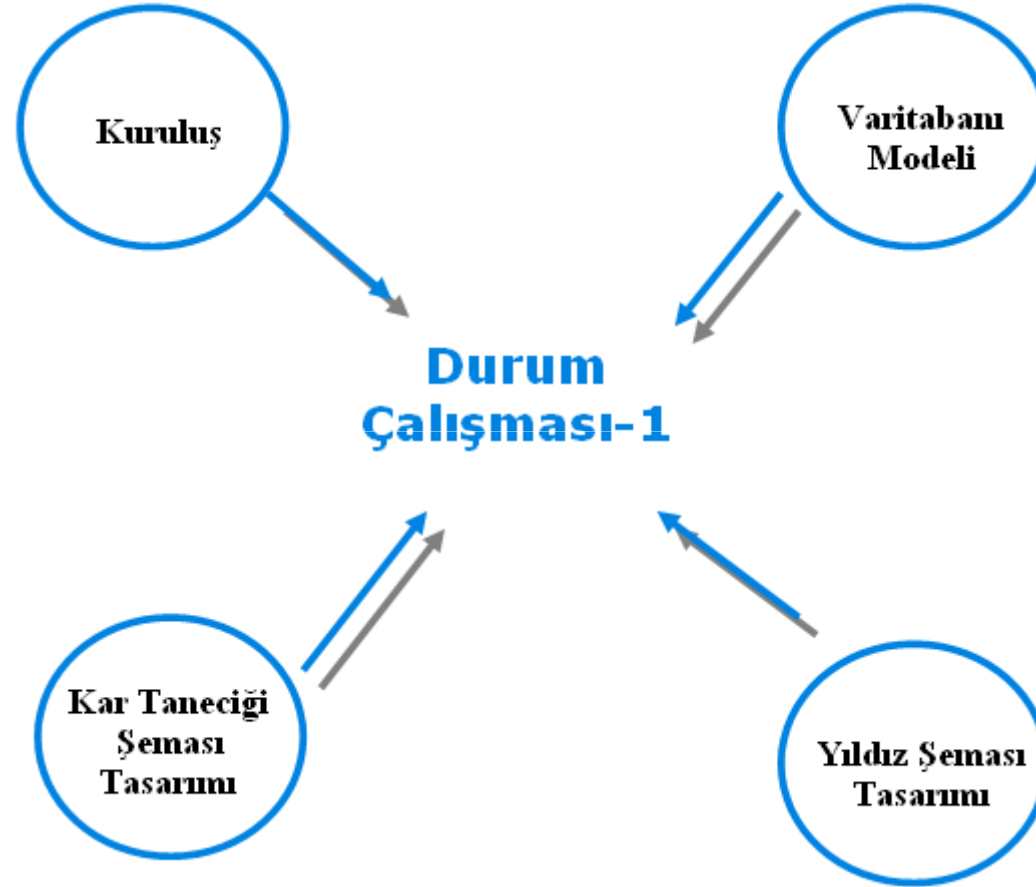 Kuruluş
Varitabanı
Modeli
Durum
Çalışması-1
Kar Taneciği
Şeması
Tasarımı
Yıldız Şeması
Tasarımı